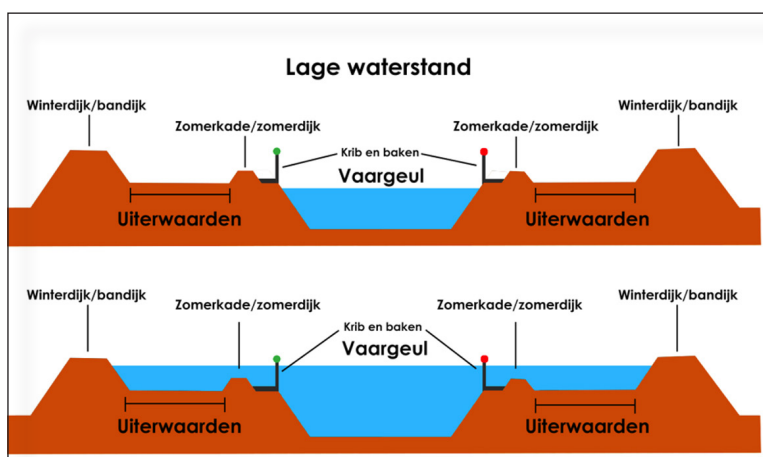 Lage waterstand
Winterdijk/bandijk
Zomerkade/zomerdijk
Krib en baken
Zomerkade/zomerdijk
Winterdijk/bandijk
Vaargeul
Uiterwaarden
Uiterwaarden
Winterdijk/bandijk
Zomerkade/zomerdijk
Krib en baken
Zomerkade/zomerdijk
Winterdijk/bandijk
Vaargeul
Uiterwaarden
Uiterwaarden